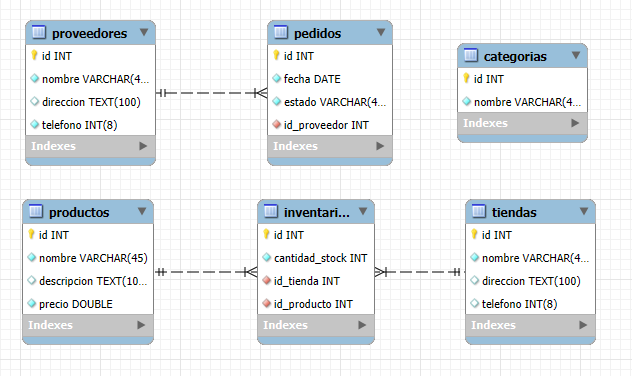 proveedores
id INT
nombre VARCHAR(4...
direccion TEXT(100)
telefono INT(8)
Indexes
pedidos
id INT
fecha DATE
estado VARCHAR(4...
id_proveedor INT
Indexes
categorias
id INT
nombre VARCHAR(4...
Indexes
productos
id INT
nombre VARCHAR(45)
descripcion TEXT(10...
precio DOUBLE
Indexes
inventari...
id INT
cantidad_stock INT
id_tienda INT
id_producto INT
Indexes
tiendas
id INT
nombre VARCHAR(4...
direccion TEXT(100)
telefono INT(8)
Indexes